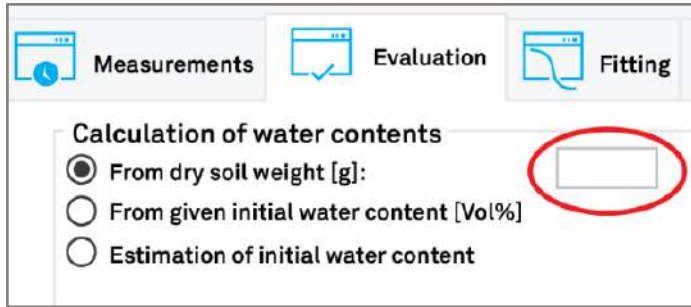 Measurements
Evaluation
Fitting
Calculation of water contents
From dry soil weight [g]:
From given initial water content [Vol%]
Estimation of initial water content